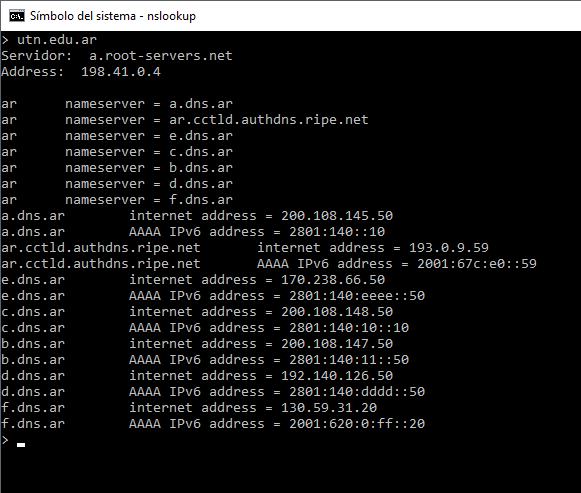 Símbolo del sistema - nslookup
> utn.edu.ar
Servidor:  a.root-servers.net
Address:  198.41.0.4

ar      nameserver = a.dns.ar
ar      nameserver = ar.cctld.authdns.ripe.net
ar      nameserver = e.dns.ar
ar      nameserver = c.dns.ar
ar      nameserver = b.dns.ar
ar      nameserver = d.dns.ar
ar      nameserver = f.dns.ar
a.dns.ar        internet address = 200.108.145.50
a.dns.ar        AAAA IPv6 address = 2801:140::10
ar.cctld.authdns.ripe.net       internet address = 193.0.9.59
ar.cctld.authdns.ripe.net       AAAA IPv6 address = 2001:67c:e0::59
e.dns.ar        internet address = 170.238.66.50
e.dns.ar        AAAA IPv6 address = 2801:140:eeee::50
c.dns.ar        internet address = 200.108.148.50
c.dns.ar        AAAA IPv6 address = 2801:140:10::10
b.dns.ar        internet address = 200.108.147.50
b.dns.ar        AAAA IPv6 address = 2801:140:11::50
d.dns.ar        internet address = 192.140.126.50
d.dns.ar        AAAA IPv6 address = 2801:140:dddd::50
f.dns.ar        internet address = 130.59.31.20
f.dns.ar        AAAA IPv6 address = 2001:620:0:ff::20
>